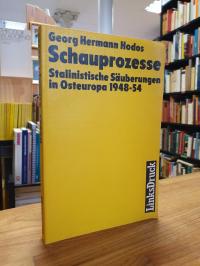 Georg Hermann Hodos
Schauprozesse
Stalinistische Säuberungen
in Osteuropa 1948-54
LinksDruck